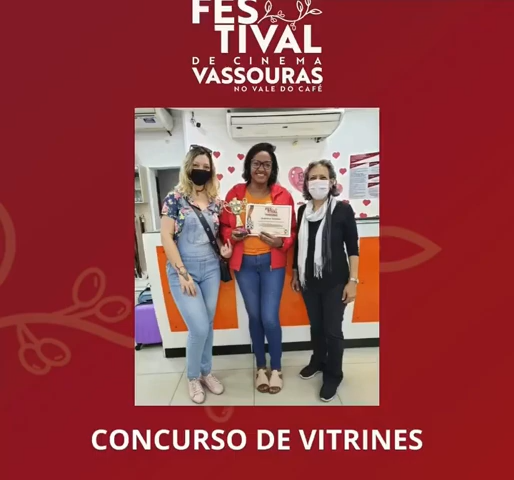 FES
TIVAL
DE CINEMA
VASSOURAS
NO VALE DO CAFÉ
CONCURSO DE VITRINES